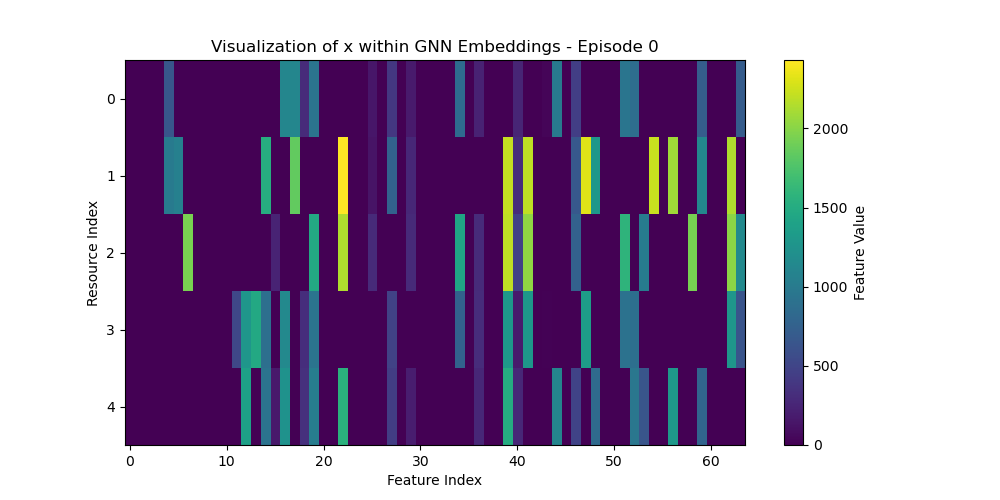 Visualization of x within GNN Embeddings - Episode 0
Resource Index
0
1
2
3
4
0 10 20 30 40 50 60
Feature Index
2000
1500
1000
500
0
Feature Value